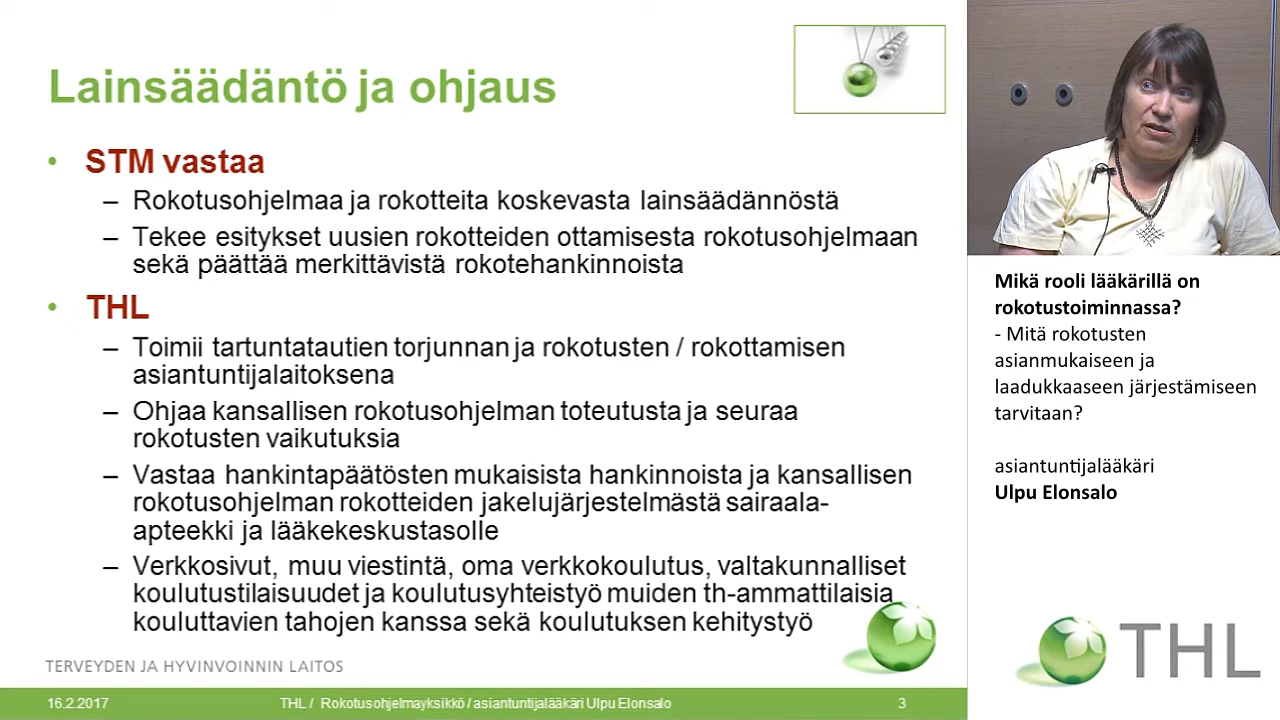 Lainsäädäntö ja ohjaus
• STM vastaa
– Rokotusohjelmaa ja rokotteita koskevasta lainsäädännöstä
– Tekee esitykset uusien rokotteiden ottamisesta rokotusohjelmaan
sekä päättää merkittävistä rokotehankinnoista
• THL
– Toimii tartuntatautien torjunnan ja rokotusten / rokottamisen
asiantuntijalaitoksena
– Ohjaa kansallisen rokotusohjelman toteutusta ja seuraa
rokotusten vaikutuksia
– Vastaa hankintapäätösten mukaisista hankinnoista ja kansallisen
rokotusohjelman rokotteiden jakelujärjestelmästä sairaala-
apteekki ja lääkekeskustasolle
– Verkkosivut, muu viestintä, oma verkkokoulutus, valtakunnalliset
koulutustilaisuudet ja koulutusyhteistyö muiden th-ammattilaisia
kouluttavien tahojen kanssa sekä koulutuksen kehitystyö
TERVEYDEN JA HYVINVOINNIN LAITOS
16.2.2017
THL / Rokotusohjelmayksikkö / asiantuntijalääkäri Ulpu Elonsalo
3
Mikä rooli lääkärillä on
rokotustoiminnassa?
- Mitä rokotusten
asianmukaiseen ja
laadukkaaseen järjestämiseen
tarvitaan?
asiantuntijalääkäri
Ulpu Elonsalo
THL